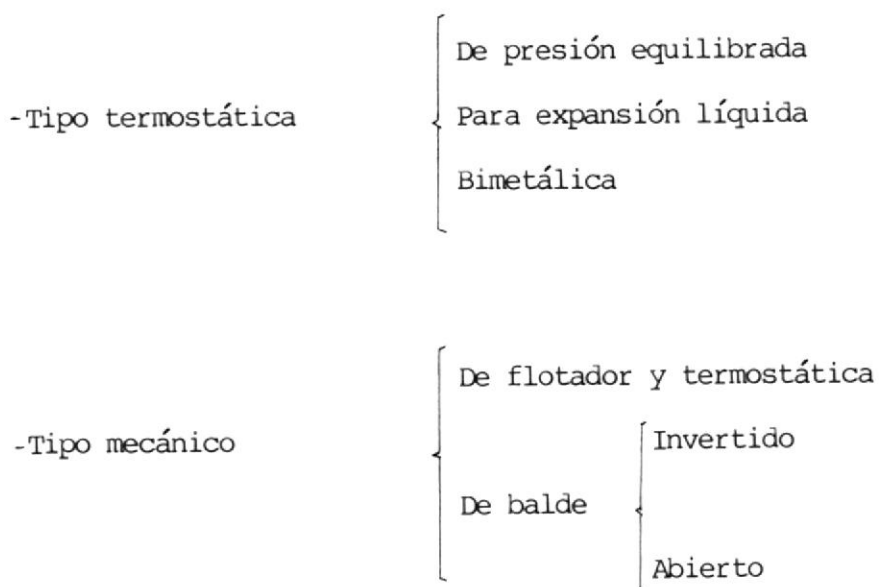 De presión equilibrada
-Tipo termostática
Para expansión líquida
Bimetálica
De flotador y termostática
-Tipo mecánico
Invertido
De balde
Abierto